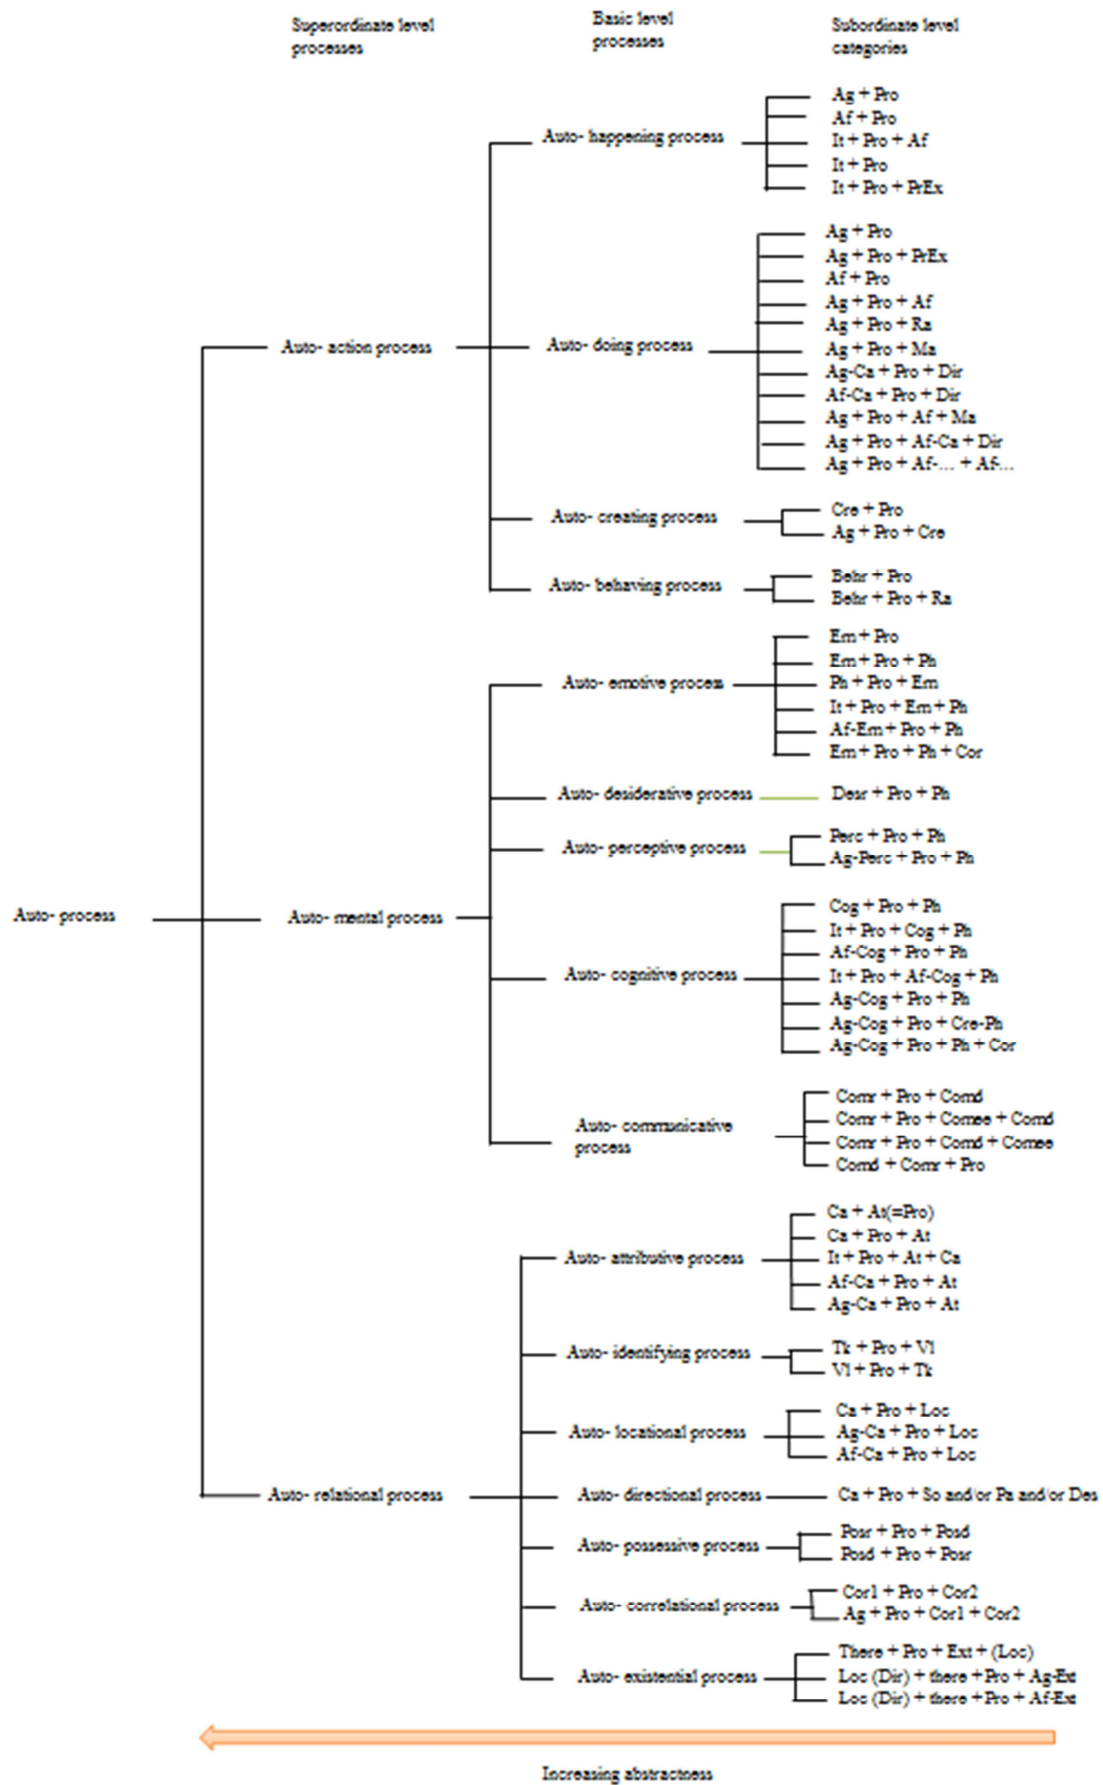 Superordinate level
processes
Basic level
processes
Subordinate level
categories
Auto- process
Auto- action process
Auto- happening process
Ag + Pro
Af + Pro
It + Pro + Af
It + Pro
It + Pro + PrEx
Auto- doing process
Ag + Pro
Ag + Pro + PrEx
Af + Pro
Ag + Pro + Af
Ag + Pro + Ra
Ag + Pro + Ma
Ag-Ca + Pro + Dir
Af-Ca + Pro + Dir
Ag + Pro + Af + Ma
Ag + Pro + Af-Ca + Dir
Ag + Pro + Af-… + Af-…
Auto- creating process
Cre + Pro
Ag + Pro + Cre
Auto- behaving process
Behr + Pro
Behr + Pro + Ra
Auto- mental process
Auto- emotive process
Em + Pro
Em + Pro + Ph
Ph + Pro + Em
It + Pro + Em + Ph
Af-Em + Pro + Ph
Em + Pro + Ph + Cor
Auto- desiderative process
Desr + Pro + Ph
Auto- perceptive process
Perc + Pro + Ph
Ag-Perc + Pro + Ph
Auto- cognitive process
Cog + Pro + Ph
It + Pro + Cog + Ph
Af-Cog + Pro + Ph
It + Pro + Af-Cog + Ph
Ag-Cog + Pro + Ph
Ag-Cog + Pro + Cre-Ph
Ag-Cog + Pro + Ph + Cor
Auto- communicative
process
Comr + Pro + Comd
Comr + Pro + Comee + Comd
Comr + Pro + Comd + Comee
Comd + Comr + Pro
Auto- relational process
Auto- attributive process
Ca + At(=Pro)
Ca + Pro + At
It + Pro + At + Ca
Af-Ca + Pro + At
Ag-Ca + Pro + At
Auto- identifying process
Tk + Pro + Vl
Vl + Pro + Tk
Auto- locational process
Ca + Pro + Loc
Ag-Ca + Pro + Loc
Af-Ca + Pro + Loc
Auto- directional process
Ca + Pro + So and/or Pa and/or Des
Auto- possessive process
Posr + Pro + Posd
Posd + Pro + Posr
Auto- correlational process
Cor1 + Pro + Cor2
Ag + Pro + Cor1 + Cor2
Auto- existential process
There + Pro + Ext + (Loc)
Loc (Dir) + there +Pro + Ag-Ext
Loc (Dir) + there +Pro + Af-Ext
Increasing abstractness